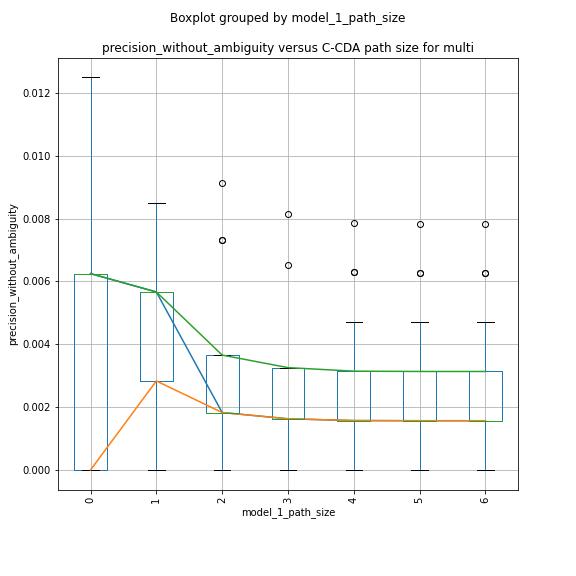 Boxplot grouped by model_1_path_size
precision_without_ambiguity versus C-CDA path size for multi
0.012
0.010
0.008
0.006
0.004
0.002
0.000
precision_without_ambiguity
0 1 2 3 4 5 6
model_1_path_size